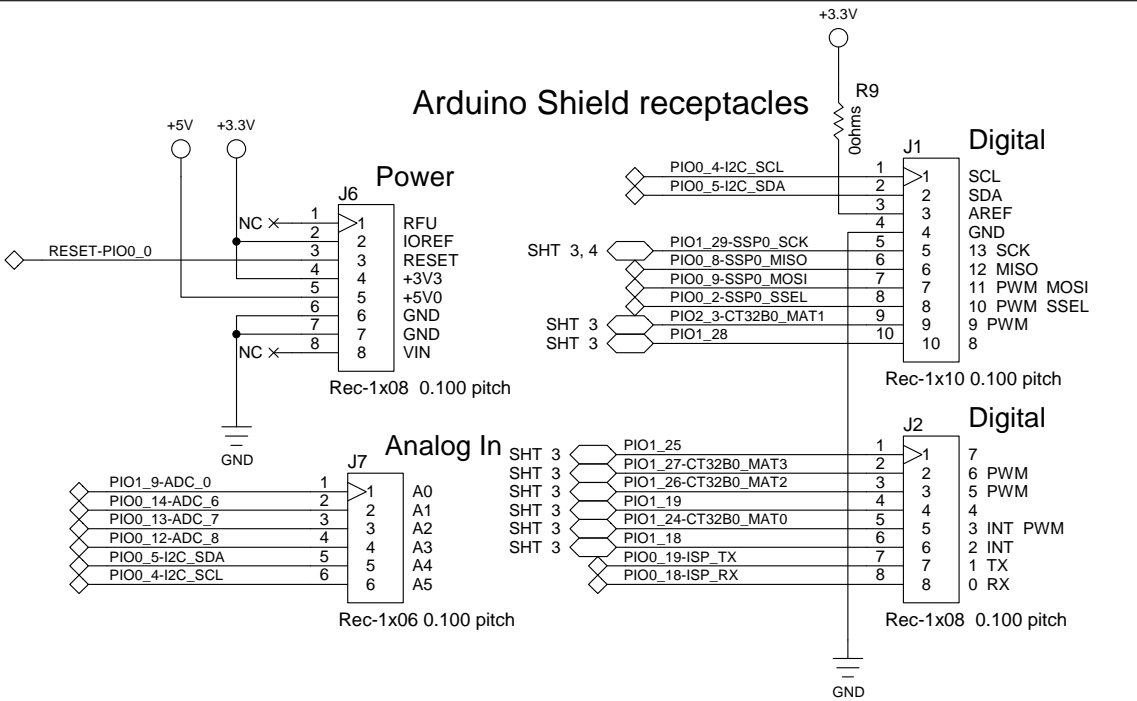 +3.3V
Arduino Shield receptacles
R9
0ohms
+5V
+3.3V
Power
J6
NC 1 1 RFU
2 2 IOREF
RESET-PIO0_0 3 3 RESET
4 4 +3V3
5 5 +5V0
6 6 GND
7 7 GND
NC 8 8 VIN
Rec-1x08 0.100 pitch
GND
Digital
J1
PIO0_4-I2C_SCL 1 1 SCL
PIO0_5-I2C_SDA 2 2 SDA
3 3 AREF
4 4 GND
SHT 3, 4 PIO1_29-SSP0_SCK 5 5 13 SCK
PIO0_8-SSP0_MISO 6 6 12 MISO
PIO0_9-SSP0_MOSI 7 7 11 PWM MOSI
PIO0_2-SSP0_SSEL 8 8 10 PWM SSEL
SHT 3 PIO2_3-CT32B0_MAT1 9 9 9 PWM
SHT 3 PIO1_28 10 10 8
Rec-1x10 0.100 pitch
Analog In
J7
PIO1_9-ADC_0 1 1 A0
PIO0_14-ADC_6 2 2 A1
PIO0_13-ADC_7 3 3 A2
PIO0_12-ADC_8 4 4 A3
PIO0_5-I2C_SDA 5 5 A4
PIO0_4-I2C_SCL 6 6 A5
Rec-1x06 0.100 pitch
Digital
J2
SHT 3 PIO1_25 1 1 7
SHT 3 PIO1_27-CT32B0_MAT3 2 2 6 PWM
SHT 3 PIO1_26-CT32B0_MAT2 3 3 5 PWM
SHT 3 PIO1_19 4 4 4
SHT 3 PIO1_24-CT32B0_MAT0 5 5 3 INT PWM
SHT 3 PIO1_18 6 6 2 INT
PIO0_19-ISP_TX 7 7 1 TX
PIO0_18-ISP_RX 8 8 0 RX
Rec-1x08 0.100 pitch
GND